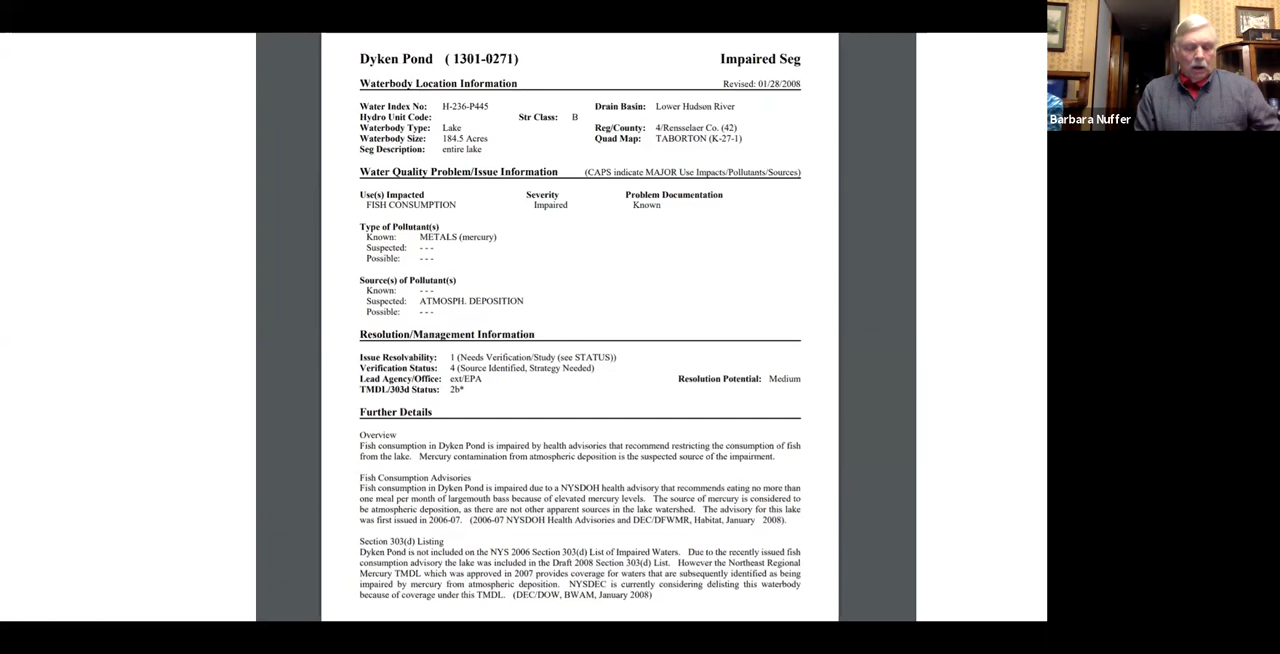 Dyken Pond ( 1301-0271) Impaired Seg
Waterbody Location Information Revised: 01/28/2008
Water Index No: H-236-P445 Drain Basin: Lower Hudson River
Hydro Unit Code: Str Class: B
Waterbody Type: Lake Reg/County: 4/Rensselaer Co. (42)
Waterbody Size: 184.5 Acres Quad Map: TABORTON (K-27-1)
Seg Description: entire lake
Water Quality Problem/Issue Information (CAPS indicate MAJOR Use Impacts/Pollutants/Sources)
Use(s) Impacted Severity Problem Documentation
FISH CONSUMPTION Impaired Known
Type of Pollutant(s)
Known: METALS (mercury)
Suspected: - - -
Possible: - - -
Source(s) of Pollutant(s)
Known: - - -
Suspected: ATMOSPH. DEPOSITION
Possible: - - -
Resolution/Management Information
Issue Resolvability: 1 (Needs Verification/Study (see STATUS))
Verification Status: 4 (Source Identified, Strategy Needed)
Lead Agency/Office: ext/EPA Resolution Potential: Medium
TMDL/303d Status: 2b*
Further Details
Overview
Fish consumption in Dyken Pond is impaired by health advisories that recommend restricting the consumption of fish
from the lake. Mercury contamination from atmospheric deposition is the suspected source of the impairment.
Fish Consumption Advisories
Fish consumption in Dyken Pond is impaired due to a NYSDOH health advisory that recommends eating no more than
one meal per month of largemouth bass because of elevated mercury levels. The source of mercury is considered to
be atmospheric deposition, as there are not other apparent sources in the lake watershed. The advisory for this lake
was first issued in 2006-07. (2006-07 NYSDOH Health Advisories and DEC/DFWMR, Habitat, January 2008).
Section 303(d) Listing
Dyken Pond is not included on the NYS 2006 Section 303(d) List of Impaired Waters. Due to the recently issued fish
consumption advisory the lake was included in the Draft 2008 Section 303(d) List. However the Northeast Regional
Mercury TMDL which was approved in 2007 provides coverage for waters that are subsequently identified as being
impaired by mercury from atmospheric deposition. NYSDEC is currently considering delisting this waterbody
because of coverage under this TMDL. (DEC/DOW, BWAM, January 2008)
Barbara Nuffer